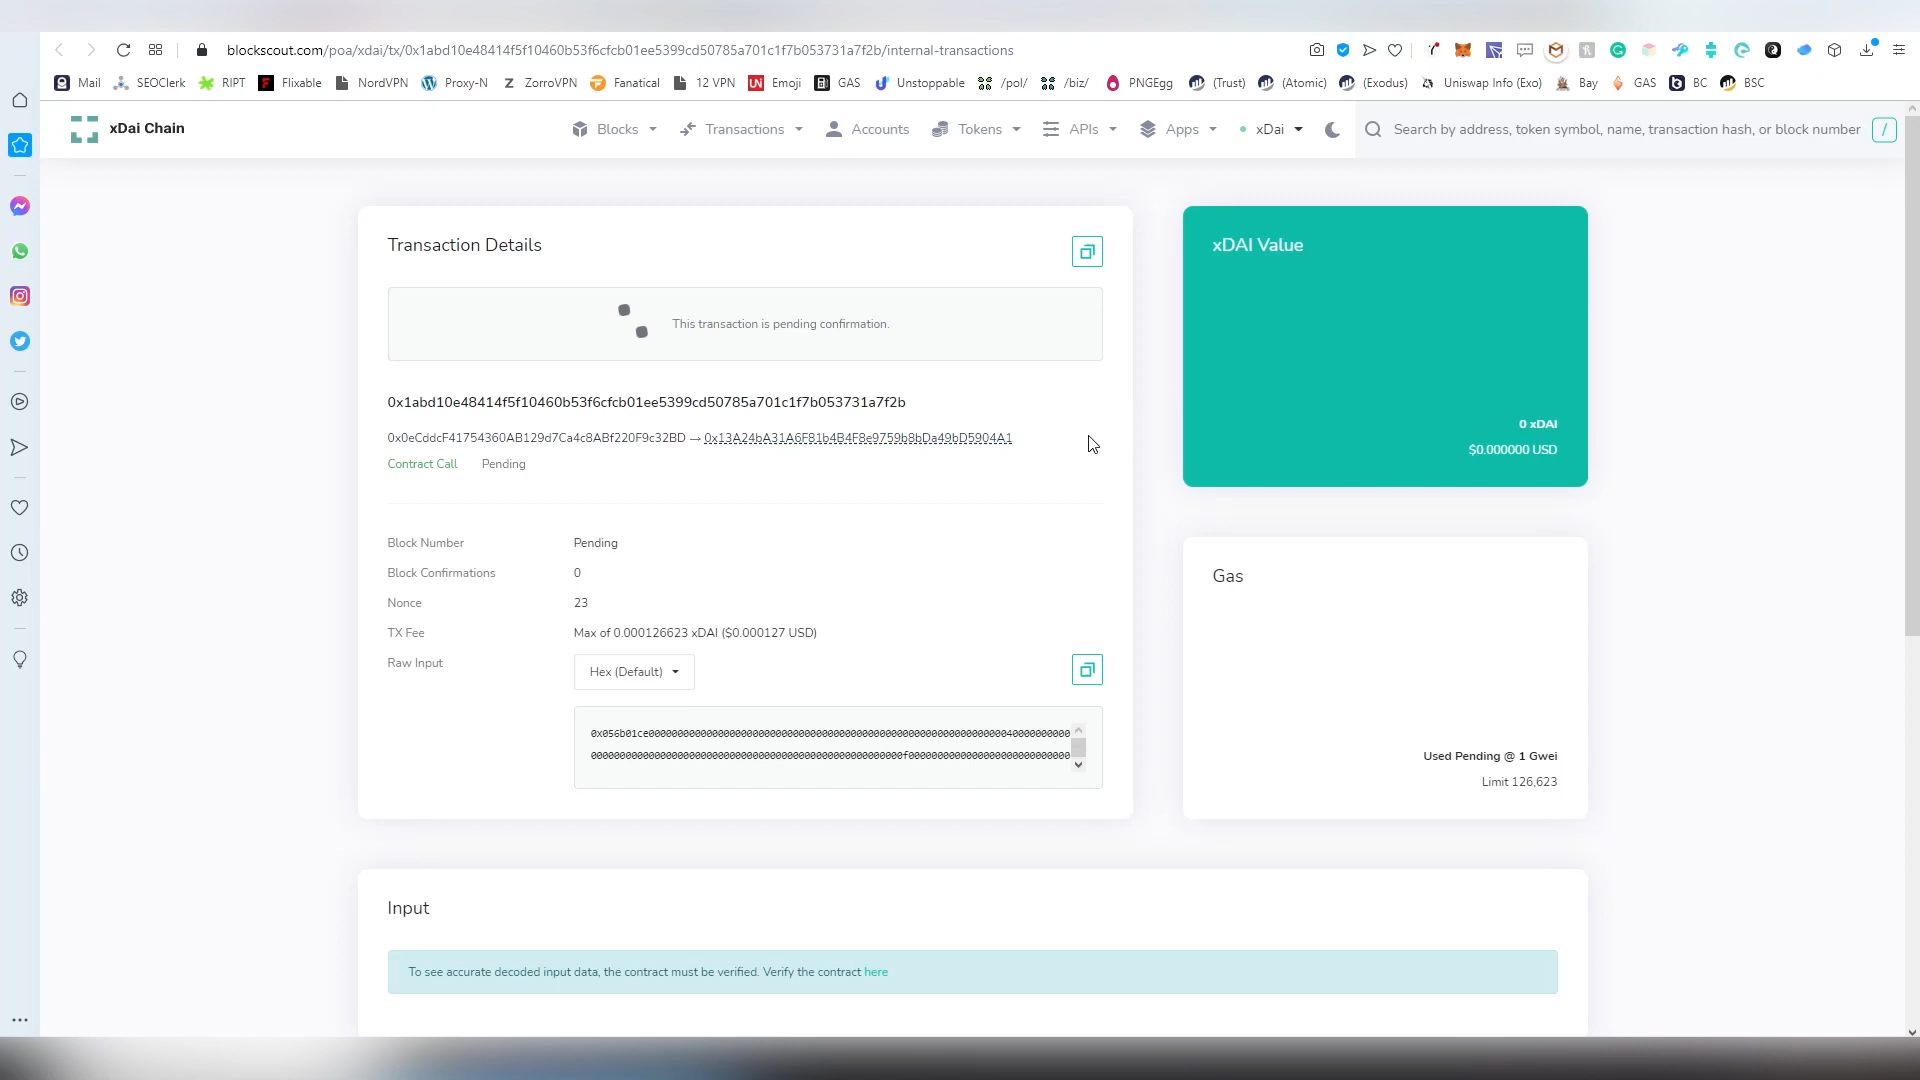 blockscout.com/poa/xdai/tx/0x1abd10e48414f5f10460b53f6cfcb01ee5399cd50785a701c1f7b053731a7f2b/internal-transactions
Mail SEOClerk RIPT Flixable NordVPN Proxy-N ZorroVPN Fanatical 12 VPN Emoji GAS Unstoppable /pol/ /biz/ PNGEgg (Trust) (Atomic) (Exodus) Uniswap Info (Exo) Bay GAS BC BSC
xDai Chain Blocks Transactions Accounts Tokens APIs Apps xDai Search by address, token symbol, name, transaction hash, or block number /
Transaction Details
This transaction is pending confirmation.
0x1abd10e48414f5f10460b53f6cfcb01ee5399cd50785a701c1f7b053731a7f2b
0x0eCddcF41754360AB129d7Ca4c8ABf220F9c32BD → 0x13A24bA31A6F81b4B4F8e9759b8bDa49bD5904A1
Contract Call Pending
Block Number Pending
Block Confirmations 0
Nonce 23
TX Fee Max of 0.000126623 xDAI ($0.000127 USD)
Raw Input Hex (Default)
xDAI Value
0 xDAI
$0.000000 USD
Gas
Used Pending @ 1 Gwei
Limit 126,623
Input
To see accurate decoded input data, the contract must be verified. Verify the contract here